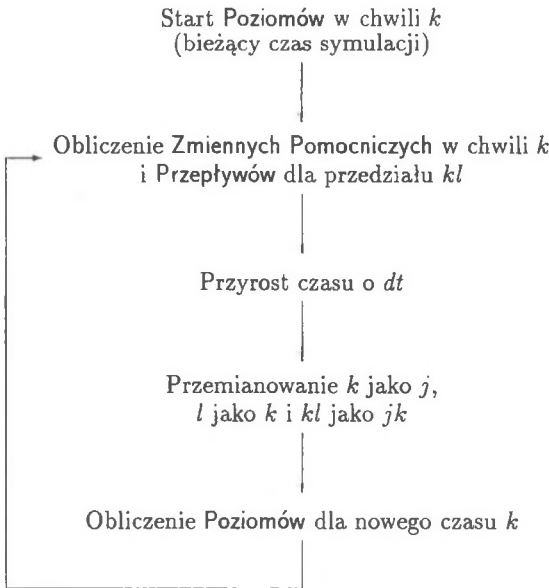 Start Poziomów w chwili k
(bieżący czas symulacji)
Obliczenie Zmiennych Pomocniczych w chwili k
i Przepływów dla przedziału kl
Przyrost czasu o dt
Przemianowanie k jako j,
l jako k i kl jako jk
Obliczenie Poziomów dla nowego czasu k